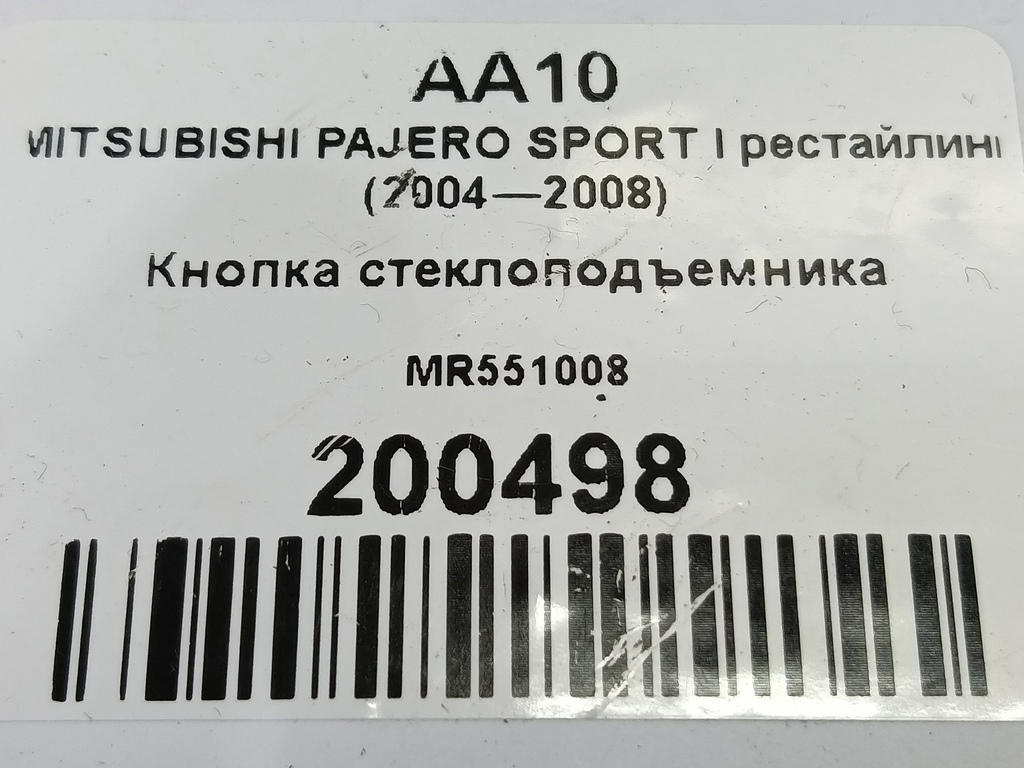 AA10
MITSUBISHI PAJERO SPORT I рестайлинг
(2004—2008)
Кнопка стеклоподъемника
MR551008
200498